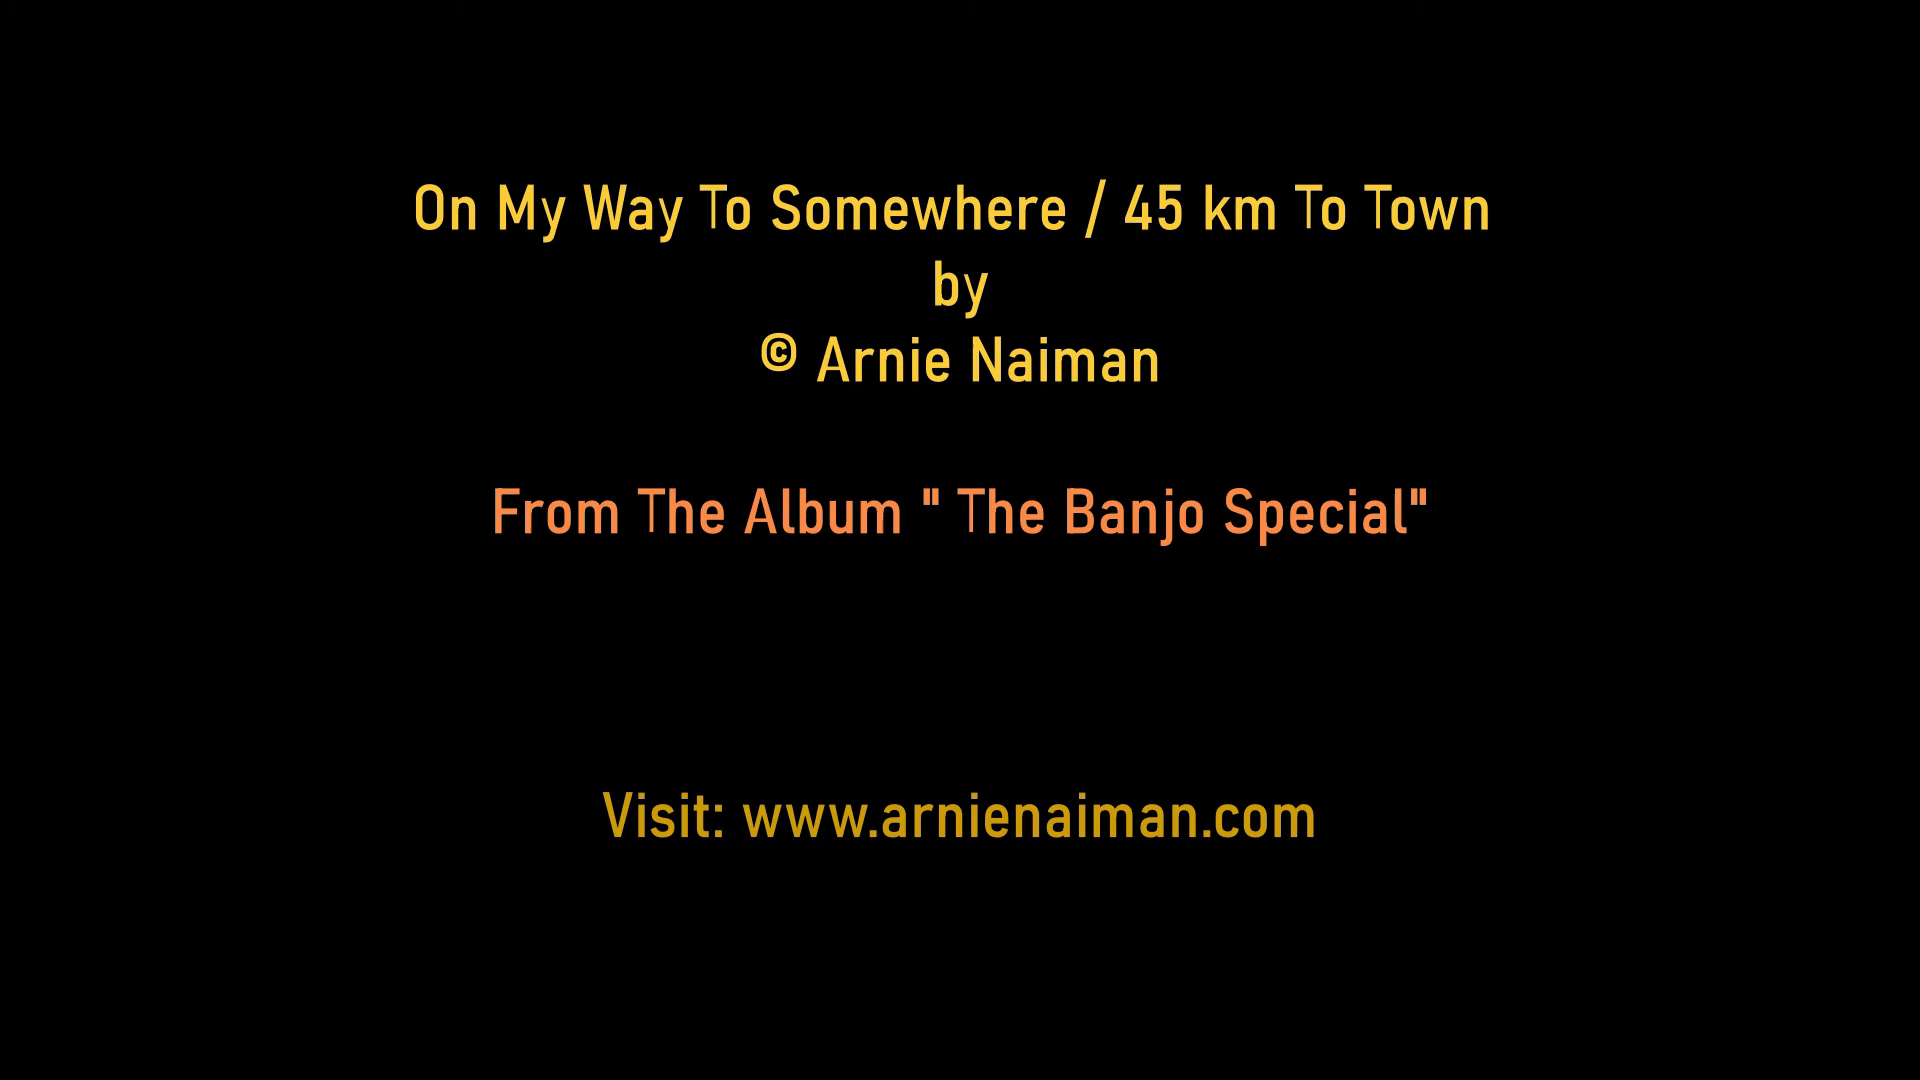 On My Way To Somewhere / 45 km To Town
by
© Arnie Naiman
From The Album " The Banjo Special"
Visit: www.arnienaiman.com